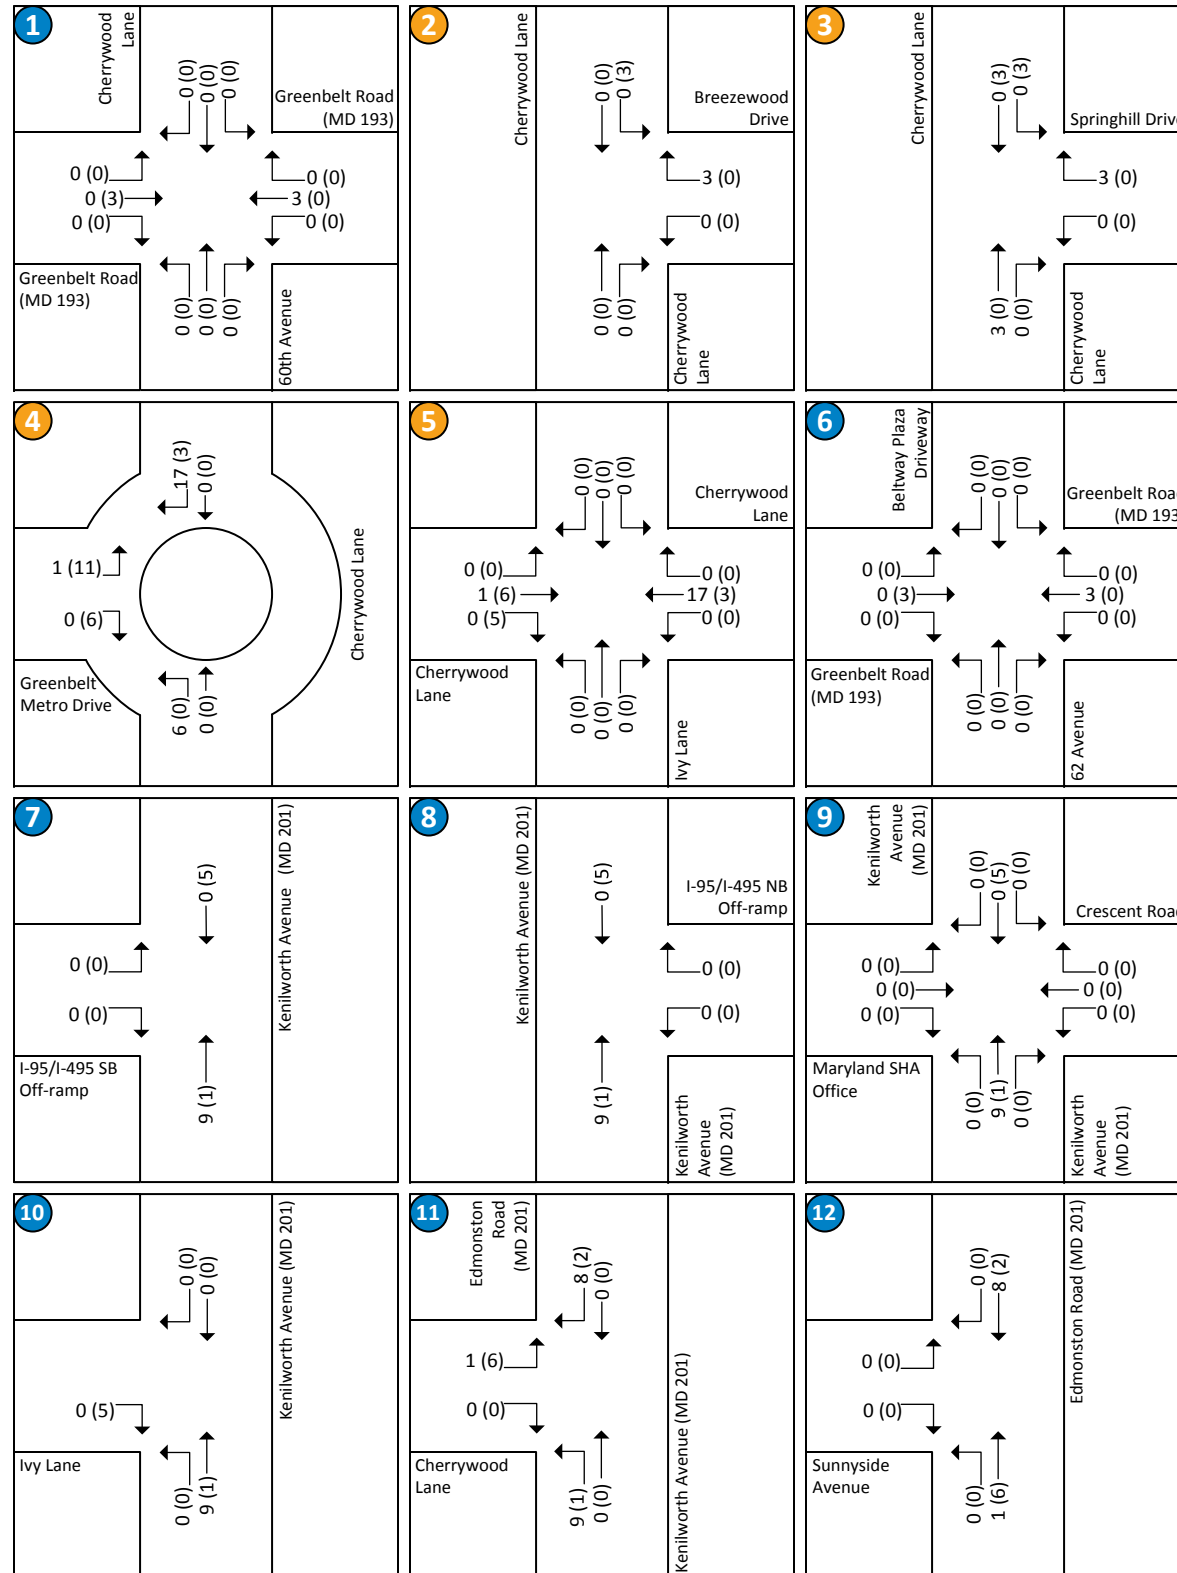 1
Cherrywood
Lane
0 (0)
0 (0)
0 (0)
Greenbelt Road
(MD 193)
0 (0)
0 (3)
0 (0)
0 (0)
3 (0)
0 (0)
Greenbelt Road
(MD 193)
0 (0)
0 (0)
0 (0)
60th Avenue
2
Cherrywood Lane
0 (0)
0 (3)
Breezewood
Drive
3 (0)
0 (0)
0 (0)
0 (0)
Cherrywood
Lane
3
Cherrywood Lane
0 (3)
0 (3)
Springhill Drive
3 (0)
0 (0)
3 (0)
0 (0)
Cherrywood
Lane
4
17 (3)
0 (0)
1 (11)
0 (6)
Greenbelt
Metro Drive
6 (0)
0 (0)
Cherrywood Lane
5
0 (0)
0 (0)
0 (0)
Cherrywood
Lane
0 (0)
1 (6)
0 (5)
0 (0)
17 (3)
0 (0)
Cherrywood
Lane
0 (0)
0 (0)
0 (0)
Ivy Lane
6
Beltway Plaza
Driveway
0 (0)
0 (0)
0 (0)
Greenbelt Road
(MD 193)
0 (0)
0 (3)
0 (0)
0 (0)
3 (0)
0 (0)
Greenbelt Road
(MD 193)
0 (0)
0 (0)
0 (0)
62 Avenue
7
0 (5)
Kenilworth Avenue (MD 201)
0 (0)
0 (0)
I-95/I-495 SB
Off-ramp
9 (1)
8
Kenilworth Avenue (MD 201)
0 (5)
I-95/I-495 NB
Off-ramp
0 (0)
0 (0)
9 (1)
Kenilworth
Avenue
(MD 201)
9
Kenilworth
Avenue
(MD 201)
0 (0)
0 (5)
0 (0)
Crescent Road
0 (0)
0 (0)
0 (0)
0 (0)
0 (0)
0 (0)
Maryland SHA
Office
0 (0)
9 (1)
0 (0)
Kenilworth
Avenue
(MD 201)
10
0 (0)
0 (0)
Kenilworth Avenue (MD 201)
0 (5)
Ivy Lane
0 (0)
9 (1)
11
Edmonston
Road
(MD 201)
8 (2)
0 (0)
1 (6)
0 (0)
Cherrywood
Lane
9 (1)
0 (0)
Kenilworth Avenue (MD 201)
12
0 (0)
8 (2)
Edmonston Road (MD 201)
0 (0)
0 (0)
Sunnyside
Avenue
0 (0)
1 (6)